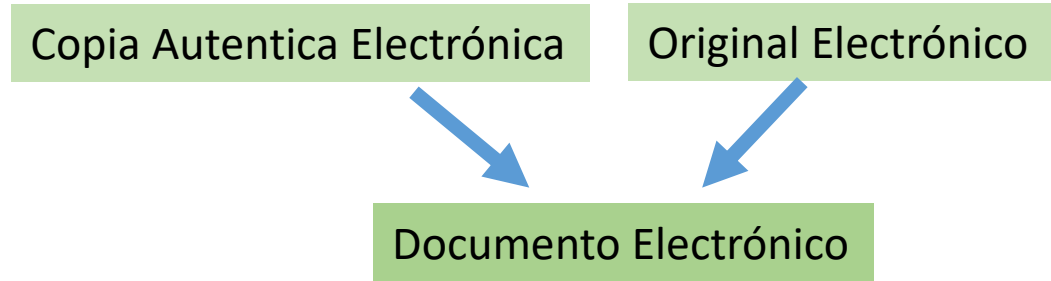 Copia Autentica Electrónica
Original Electrónico
Documento Electrónico